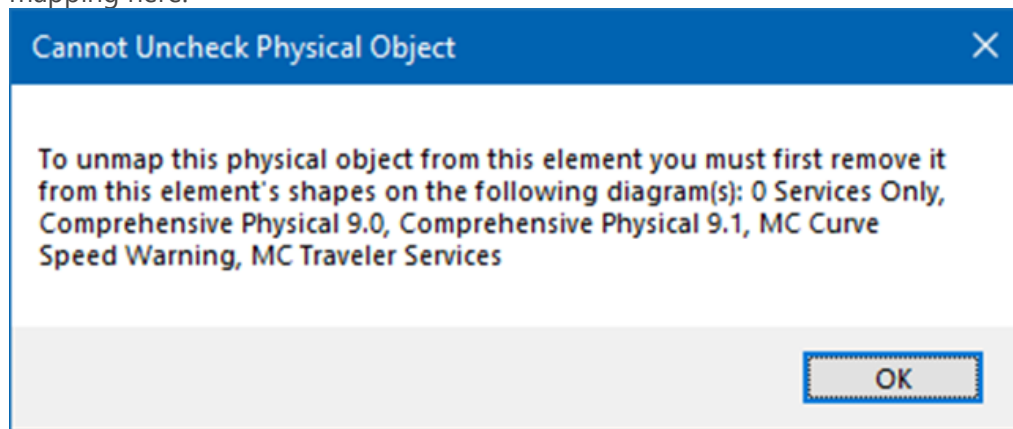 mapping here.
Cannot Uncheck Physical Object
To unmap this physical object from this element you must first remove it
from this element's shapes on the following diagram(s): 0 Services Only,
Comprehensive Physical 9.0, Comprehensive Physical 9.1, MC Curve
Speed Warning, MC Traveler Services
OK